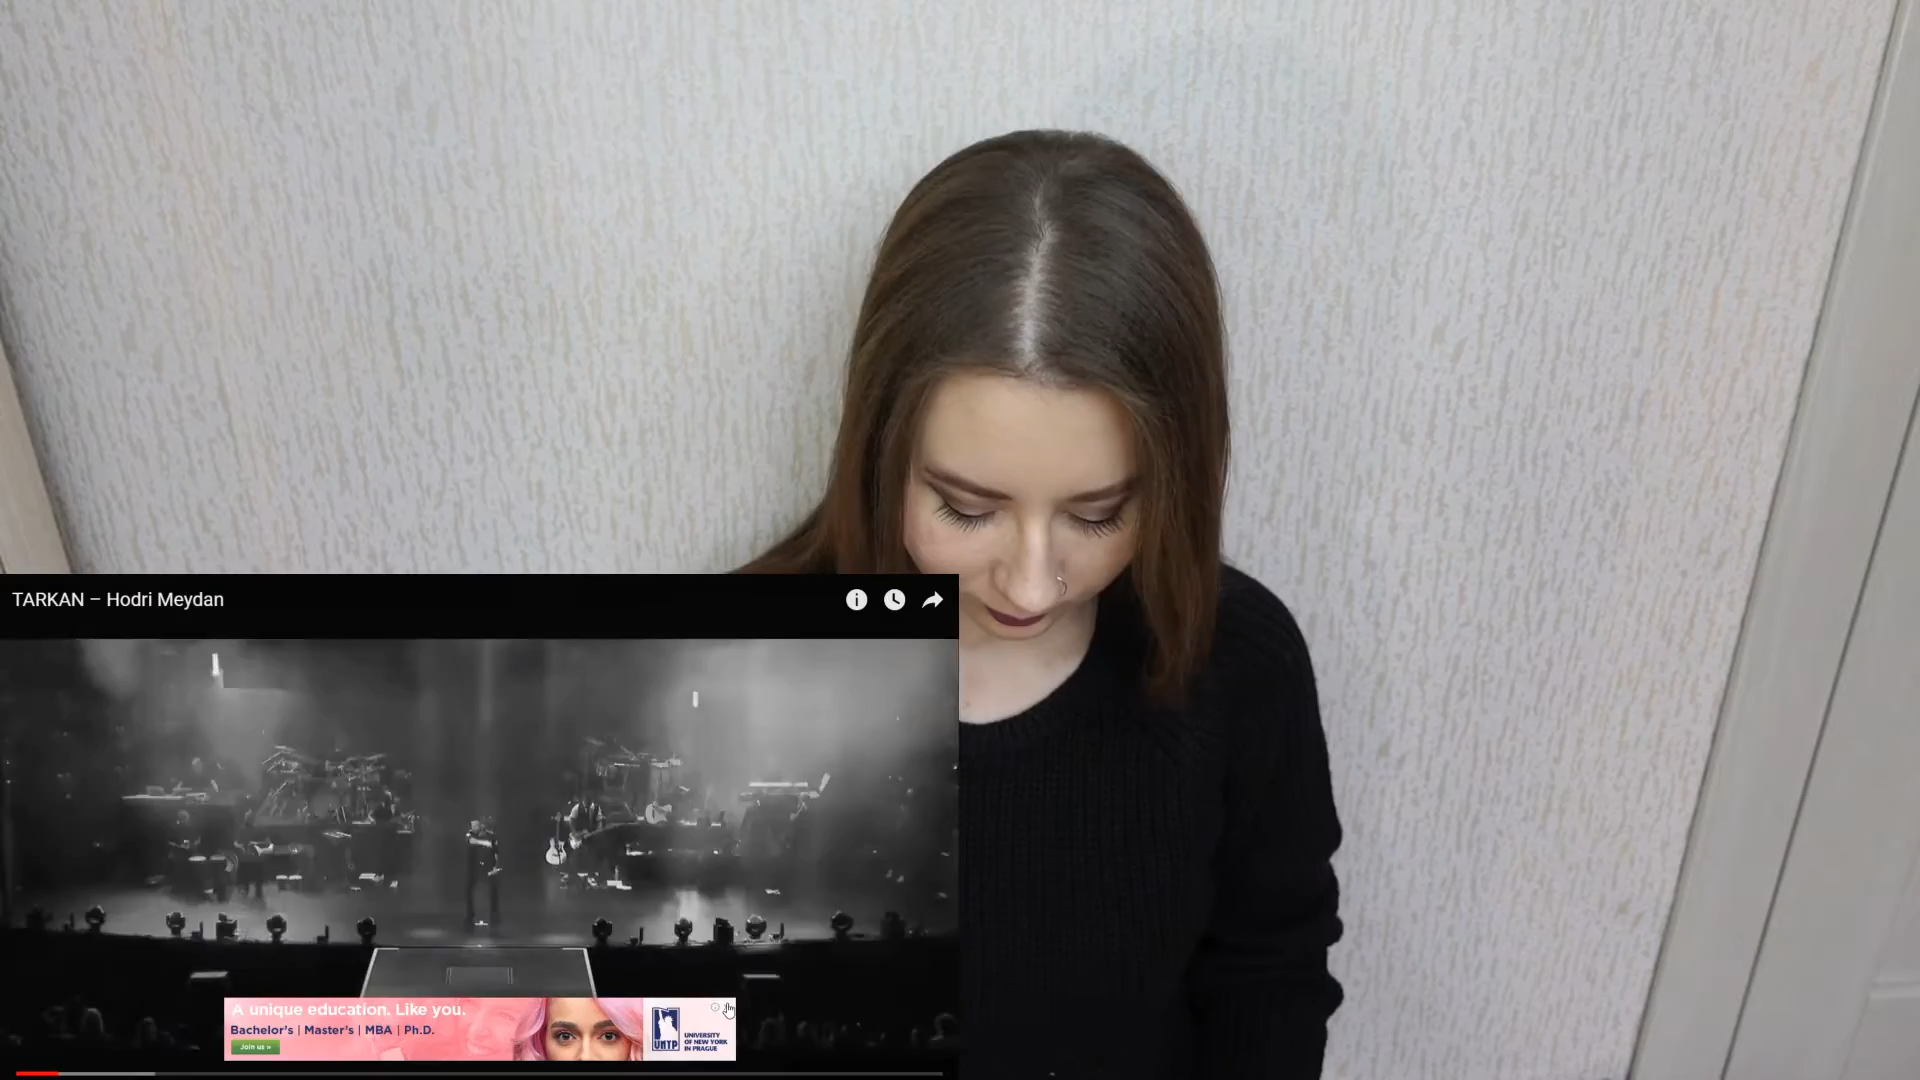 TARKAN – Hodri Meydan
A unique education. Like you.
Bachelor's | Master's | MBA | Ph.D.
Join us »
UNYP
UNIVERSITY
OF NEW YORK
IN PRAGUE